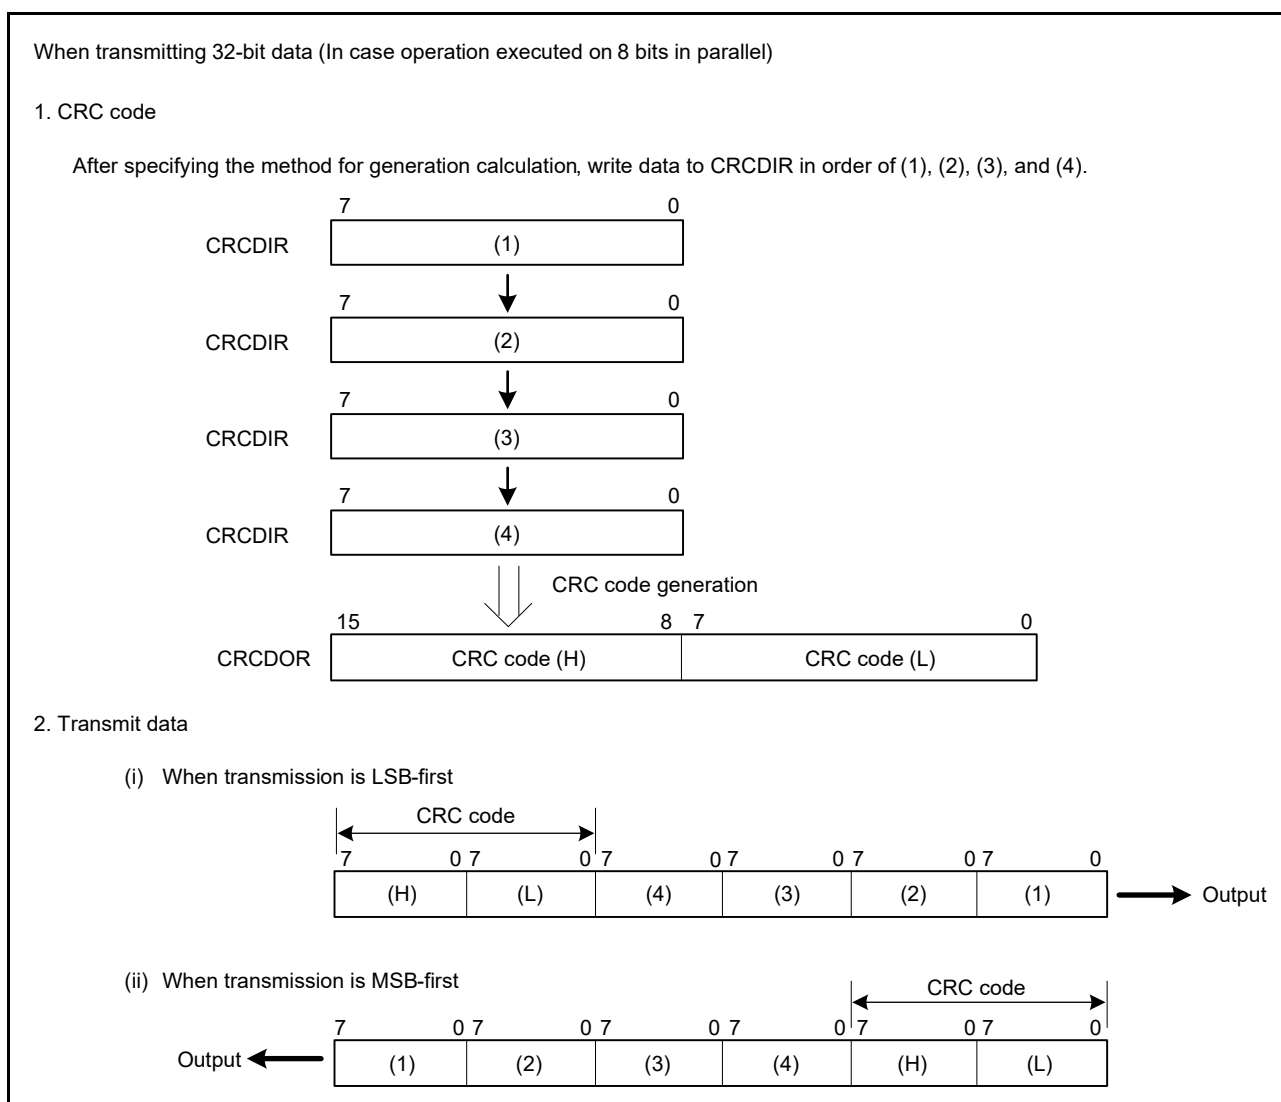 When transmitting 32-bit data (In case operation executed on 8 bits in parallel)
1. CRC code
After specifying the method for generation calculation, write data to CRCDIR in order of (1), (2), (3), and (4).
7 0
CRCDIR (1)
7 0
CRCDIR (2)
7 0
CRCDIR (3)
7 0
CRCDIR (4)
CRC code generation
15 8 7 0
CRCDOR CRC code (H) CRC code (L)
2. Transmit data
(i) When transmission is LSB-first
CRC code
7 0 7 0 7 0 7 0 7 0 7 0
(H) (L) (4) (3) (2) (1) Output
(ii) When transmission is MSB-first
CRC code
7 0 7 0 7 0 7 0 7 0 7 0
Output (1) (2) (3) (4) (H) (L)